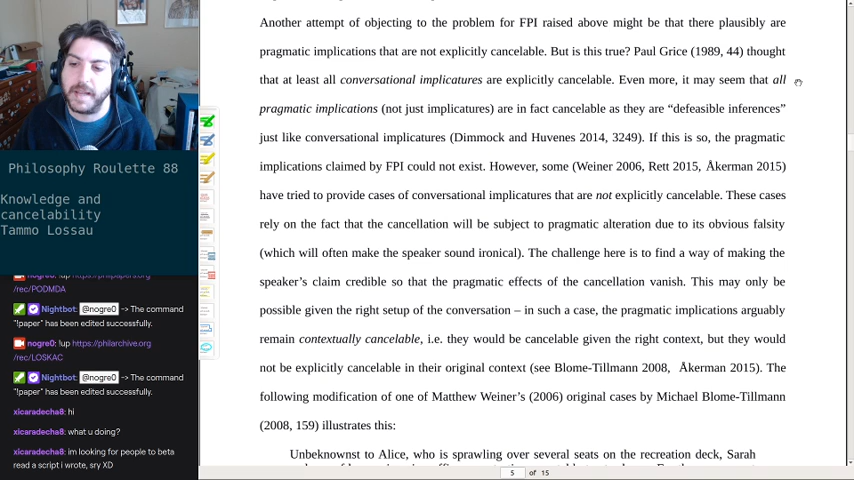 Another attempt of objecting to the problem for FPI raised above might be that there plausibly are
pragmatic implications that are not explicitly cancelable. But is this true? Paul Grice (1989, 44) thought
that at least all conversational implicatures are explicitly cancelable. Even more, it may seem that all
pragmatic implications (not just implicatures) are in fact cancelable as they are “defeasible inferences”
just like conversational implicatures (Dimmock and Huvenes 2014, 3249). If this is so, the pragmatic
implications claimed by FPI could not exist. However, some (Weiner 2006, Rett 2015, Åkerman 2015)
have tried to provide cases of conversational implicatures that are not explicitly cancelable. These cases
rely on the fact that the cancellation will be subject to pragmatic alteration due to its obvious falsity
(which will often make the speaker sound ironical). The challenge here is to find a way of making the
speaker’s claim credible so that the pragmatic effects of the cancellation vanish. This may only be
possible given the right setup of the conversation – in such a case, the pragmatic implications arguably
remain contextually cancelable, i.e. they would be cancelable given the right context, but they would
not be explicitly cancelable in their original context (see Blome-Tillmann 2008, Åkerman 2015). The
following modification of one of Matthew Weiner’s (2006) original cases by Michael Blome-Tillmann
(2008, 159) illustrates this:
Unbeknownst to Alice, who is sprawling over several seats on the recreation deck, Sarah
5 of 15
Philosophy Roulette 88
Knowledge and
cancelability
Tammo Lossau
/rec/PODMDA
Nightbot: @nogre0 -> The command
"!paper" has been edited successfully.
nogre0: !up https://philarchive.org
/rec/LOSKAC
Nightbot: @nogre0 -> The command
"!paper" has been edited successfully.
xicaradecha8: hi
xicaradecha8: what u doing?
xicaradecha8: im looking for people to beta
read a script i wrote, sry XD